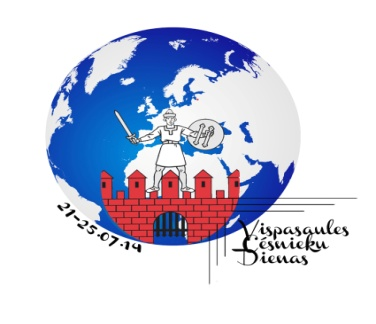 21-25.07.14
Vispasaules
Cēsnieku
Dienas